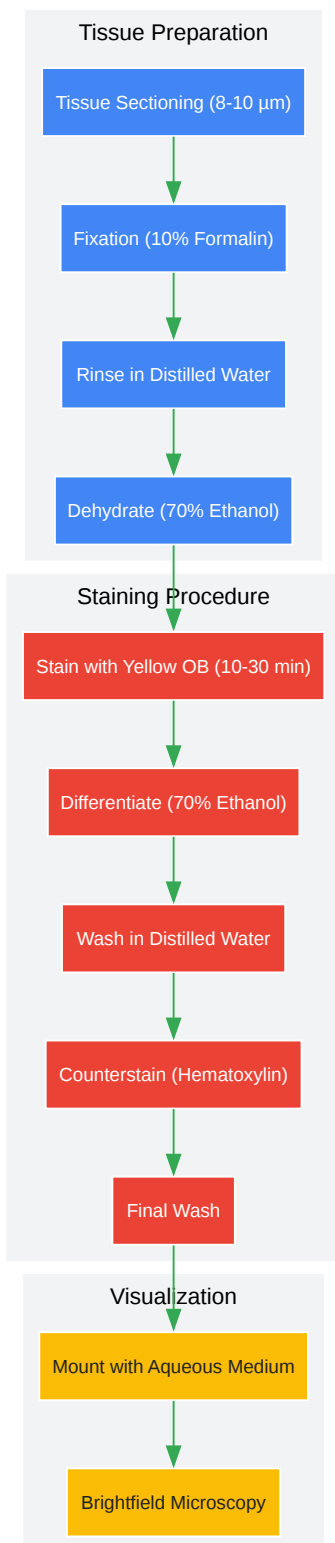 Tissue Preparation
Tissue Sectioning (8-10 µm)
Fixation (10% Formalin)
Rinse in Distilled Water
Dehydrate (70% Ethanol)
Staining Procedure
Stain with Yellow OB (10-30 min)
Differentiate (70% Ethanol)
Wash in Distilled Water
Counterstain (Hematoxylin)
Final Wash
Visualization
Mount with Aqueous Medium
Brightfield Microscopy